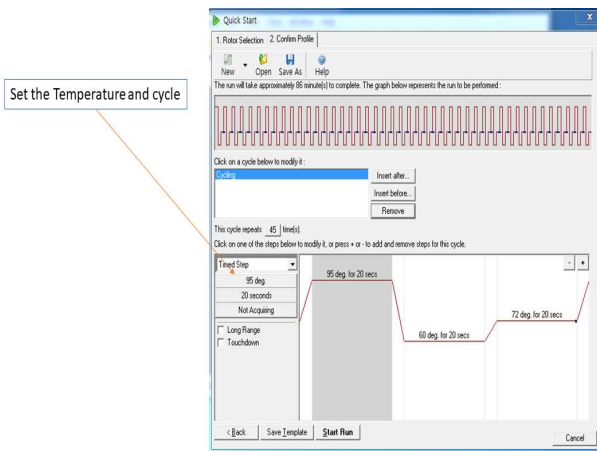 Quick Start
X
1. Rotor Selection 2. Confirm Profile
New Open Save As Help
The run will take approximately 86 minute(s) to complete. The graph below represents the run to be performed :
Set the Temperature and cycle
Click on a cycle below to modify it :
Cycling
Insert after...
Insert before...
Remove
This cycle repeats 45 time(s).
Click on one of the steps below to modify it, or press + or - to add and remove steps for this cycle.
Timed Step
- +
95 deg.
20 seconds
Not Acquiring
Long Range
Touchdown
95 deg. for 20 secs
60 deg. for 20 secs
72 deg. for 20 secs
< Back Save Template Start Run
Cancel